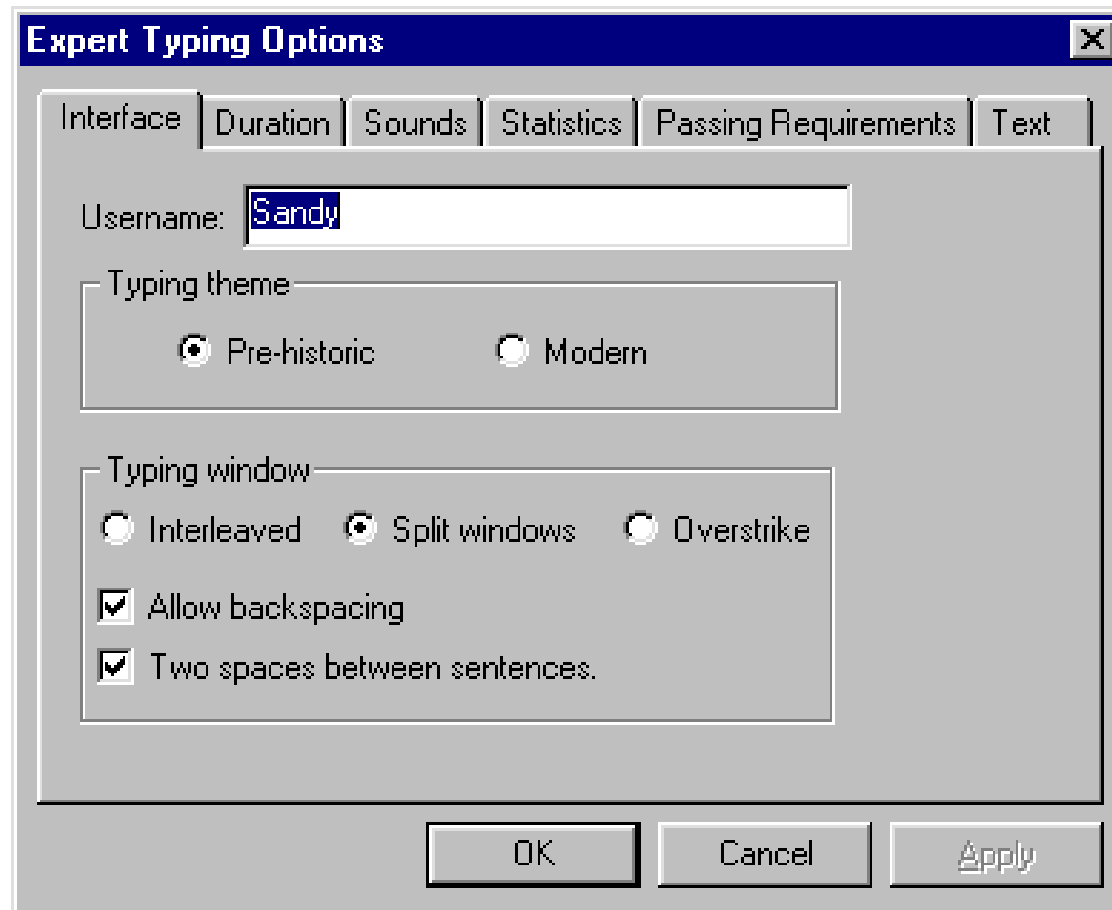 Expert Typing Options
Interface Duration Sounds Statistics Passing Requirements Text
Username: Sandy
Typing theme
Pre-historic Modern
Typing window
Interleaved Split windows Overstrike
Allow backspacing
Two spaces between sentences.
OK Cancel Apply